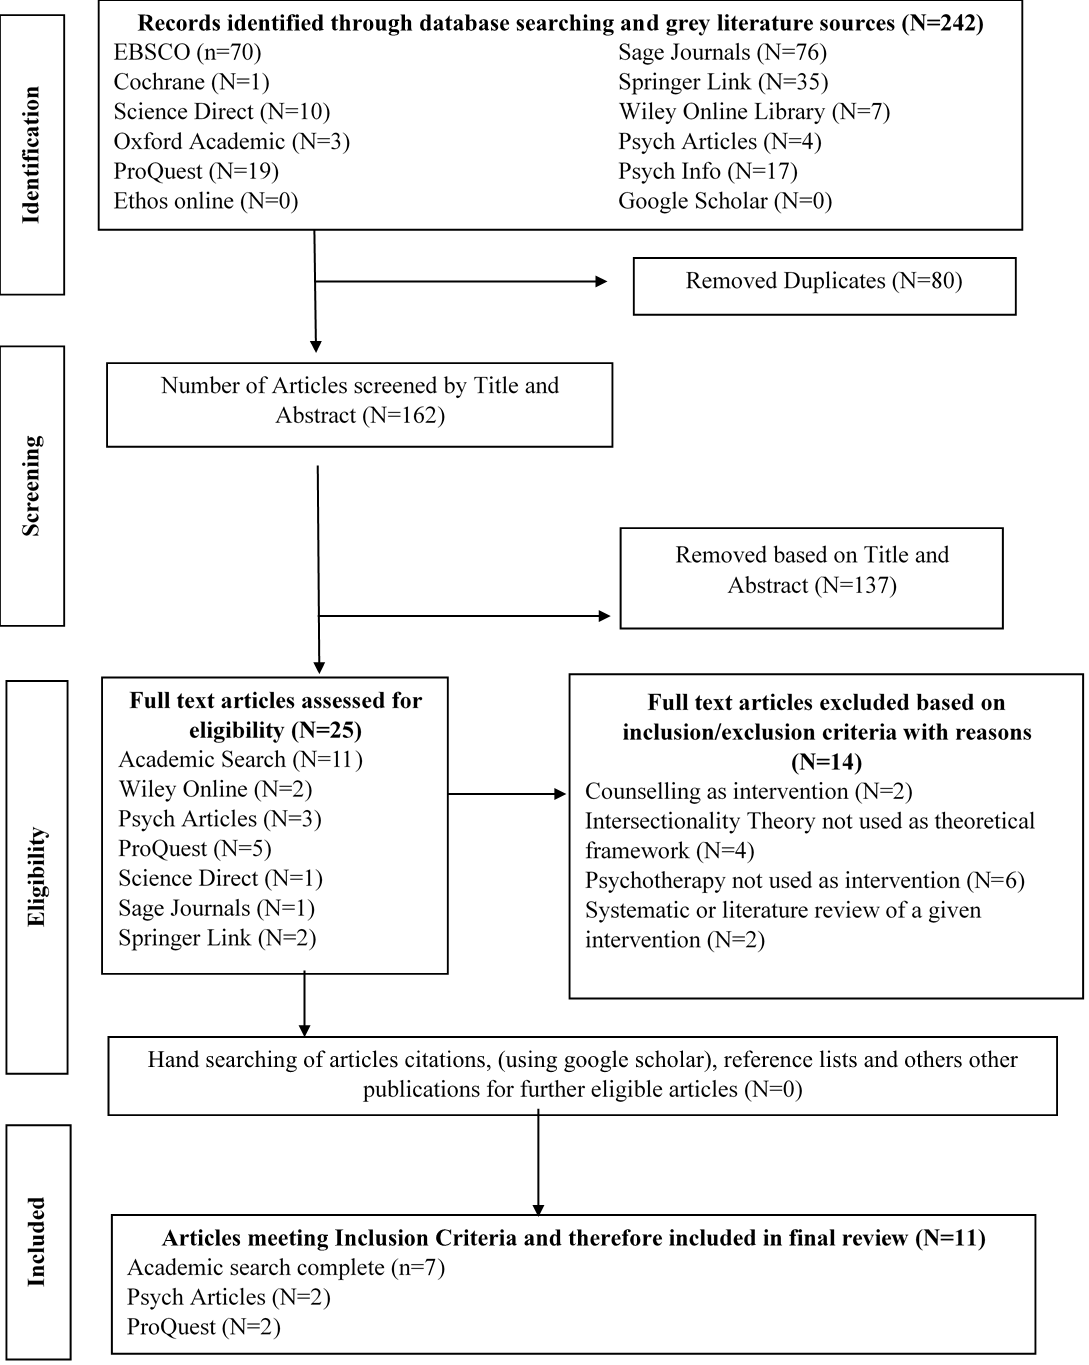 Identification
Records identified through database searching and grey literature sources (N=242)
EBSCO (n=70)
Cochrane (N=1)
Science Direct (N=10)
Oxford Academic (N=3)
ProQuest (N=19)
Ethos online (N=0)
Sage Journals (N=76)
Springer Link (N=35)
Wiley Online Library (N=7)
Psych Articles (N=4)
Psych Info (N=17)
Google Scholar (N=0)
Removed Duplicates (N=80)
Screening
Number of Articles screened by Title and
Abstract (N=162)
Removed based on Title and
Abstract (N=137)
Eligibility
Full text articles assessed for
eligibility (N=25)
Academic Search (N=11)
Wiley Online (N=2)
Psych Articles (N=3)
ProQuest (N=5)
Science Direct (N=1)
Sage Journals (N=1)
Springer Link (N=2)
Full text articles excluded based on
inclusion/exclusion criteria with reasons
(N=14)
Counselling as intervention (N=2)
Intersectionality Theory not used as theoretical
framework (N=4)
Psychotherapy not used as intervention (N=6)
Systematic or literature review of a given
intervention (N=2)
Hand searching of articles citations, (using google scholar), reference lists and others other
publications for further eligible articles (N=0)
Included
Articles meeting Inclusion Criteria and therefore included in final review (N=11)
Academic search complete (n=7)
Psych Articles (N=2)
ProQuest (N=2)